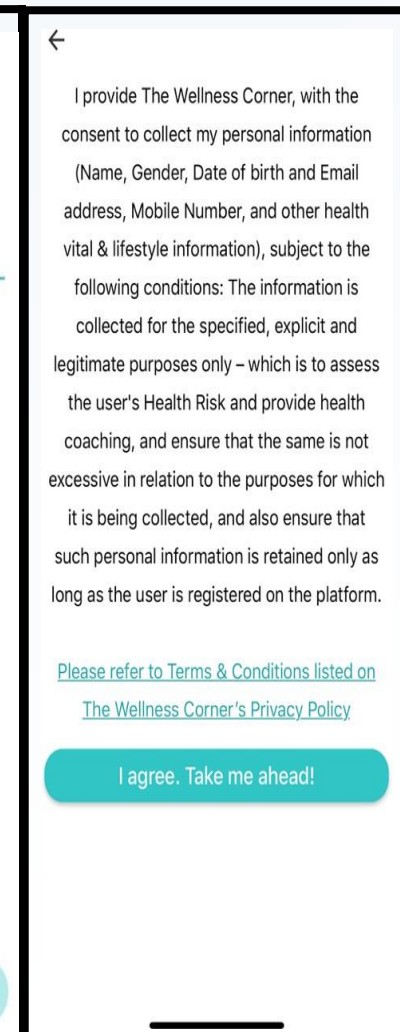 I provide The Wellness Corner, with the
consent to collect my personal information
(Name, Gender, Date of birth and Email
address, Mobile Number, and other health
vital & lifestyle information), subject to the
following conditions: The information is
collected for the specified, explicit and
legitimate purposes only – which is to assess
the user's Health Risk and provide health
coaching, and ensure that the same is not
excessive in relation to the purposes for which
it is being collected, and also ensure that
such personal information is retained only as
long as the user is registered on the platform.
Please refer to Terms & Conditions listed on
The Wellness Corner’s Privacy Policy
I agree. Take me ahead!